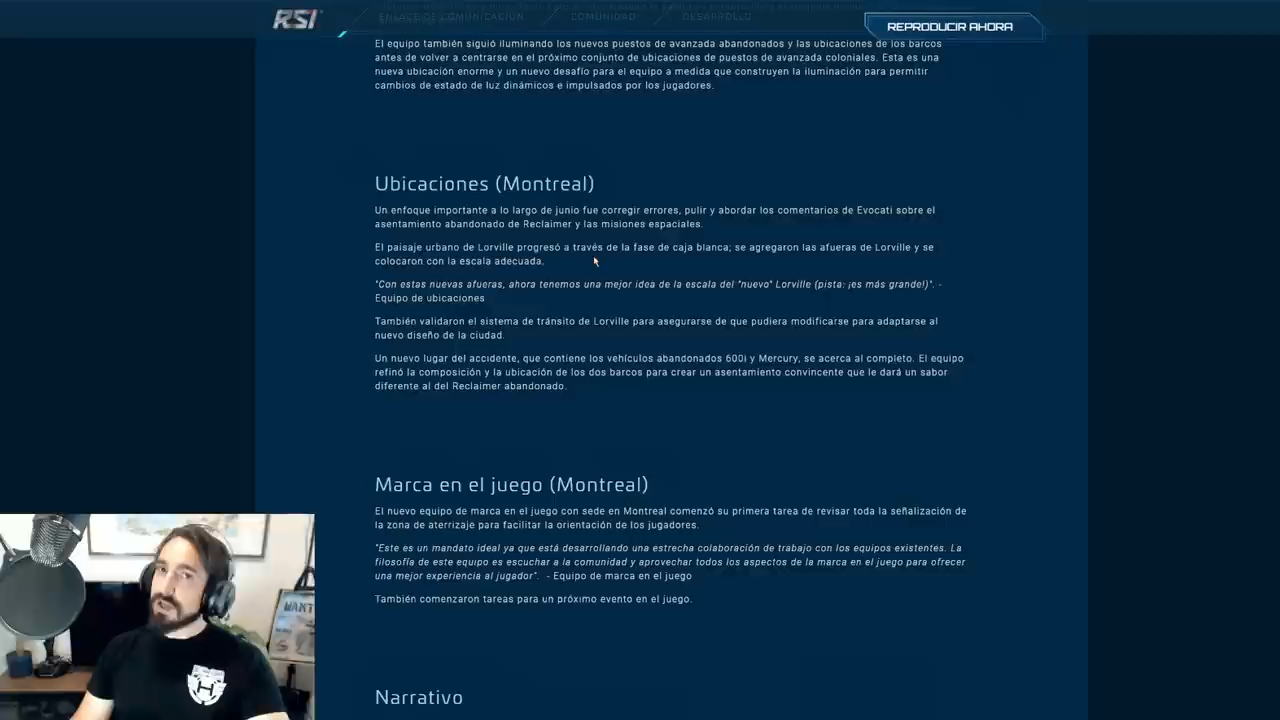 RSI
ENLACE DE COMUNICACIÓN
COMUNIDAD
DESARROLLO
REPRODUCIR AHORA
El equipo también siguió iluminando los nuevos puestos de avanzada abandonados y las ubicaciones de los barcos
antes de volver a centrarse en el próximo conjunto de ubicaciones de puestos de avanzada coloniales. Esta es una
nueva ubicación enorme y un nuevo desafío para el equipo a medida que construyen la iluminación para permitir
cambios de estado de luz dinámicos e impulsados por los jugadores.
Ubicaciones (Montreal)
Un enfoque importante a lo largo de junio fue corregir errores, pulir y abordar los comentarios de Evocati sobre el
asentamiento abandonado de Reclaimer y las misiones espaciales.
El paisaje urbano de Lorville progresó a través de la fase de caja blanca; se agregaron las afueras de Lorville y se
colocaron con la escala adecuada.
"Con estas nuevas afueras, ahora tenemos una mejor idea de la escala del "nuevo" Lorville (pista: ¡es más grande!)". -
Equipo de ubicaciones
También validaron el sistema de tránsito de Lorville para asegurarse de que pudiera modificarse para adaptarse al
nuevo diseño de la ciudad.
Un nuevo lugar del accidente, que contiene los vehículos abandonados 600i y Mercury, se acerca al completo. El equipo
refinó la composición y la ubicación de los dos barcos para crear un asentamiento convincente que le dará un sabor
diferente al del Reclaimer abandonado.
Marca en el juego (Montreal)
El nuevo equipo de marca en el juego con sede en Montreal comenzó su primera tarea de revisar toda la señalización de
la zona de aterrizaje para facilitar la orientación de los jugadores.
"Este es un mandato ideal ya que está desarrollando una estrecha colaboración de trabajo con los equipos existentes. La
filosofía de este equipo es escuchar a la comunidad y aprovechar todos los aspectos de la marca en el juego para ofrecer
una mejor experiencia al jugador". - Equipo de marca en el juego
También comenzaron tareas para un próximo evento en el juego.
Narrativo